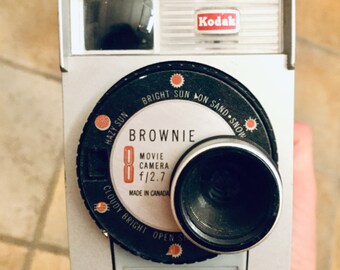 Kodak
BRIGHT SUN ON SAND-SNOW
HAZY SUN
BROWNIE
8
MOVIE
CAMERA
f/2.7
MADE IN CANADA
CLOUDY BRIGHT
OPEN